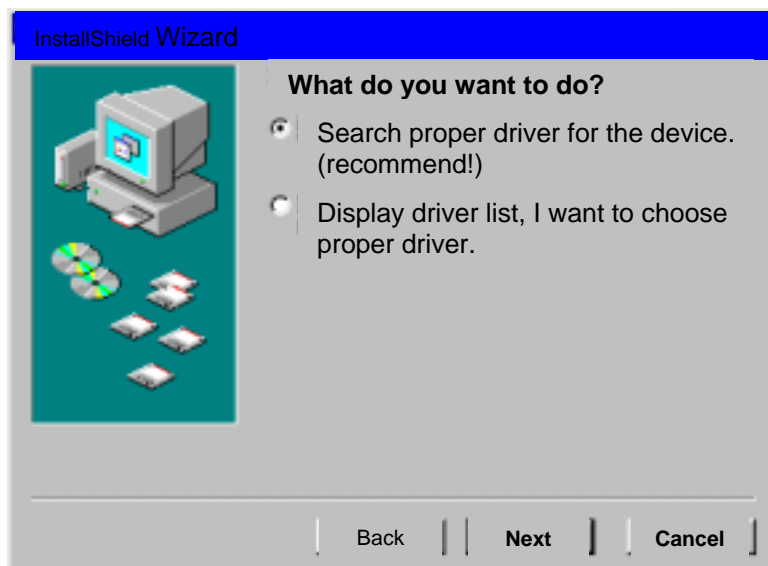 InstallShield Wizard
What do you want to do?
Search proper driver for the device.
(recommend!)
Display driver list, I want to choose
proper driver.
Back Next Cancel